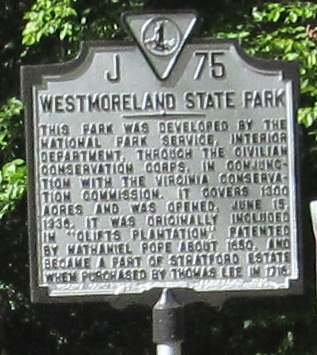 J 75
WESTMORELAND STATE PARK
THIS PARK WAS DEVELOPED BY THE
NATIONAL PARK SERVICE, INTERIOR
DEPARTMENT, THROUGH THE CIVILIAN
CONSERVATION CORPS, IN CONJUNC-
TION WITH THE VIRGINIA CONSERVA-
TION COMMISSION. IT COVERS 1300
ACRES AND WAS OPENED, JUNE 15,
1936. IT WAS ORIGINALLY INCLUDED
IN "CLIFTS PLANTATION" PATENTED
BY NATHANIEL POPE ABOUT 1650, AND
BECAME A PART OF STRATFORD ESTATE
WHEN PURCHASED BY THOMAS LEE IN 1716.